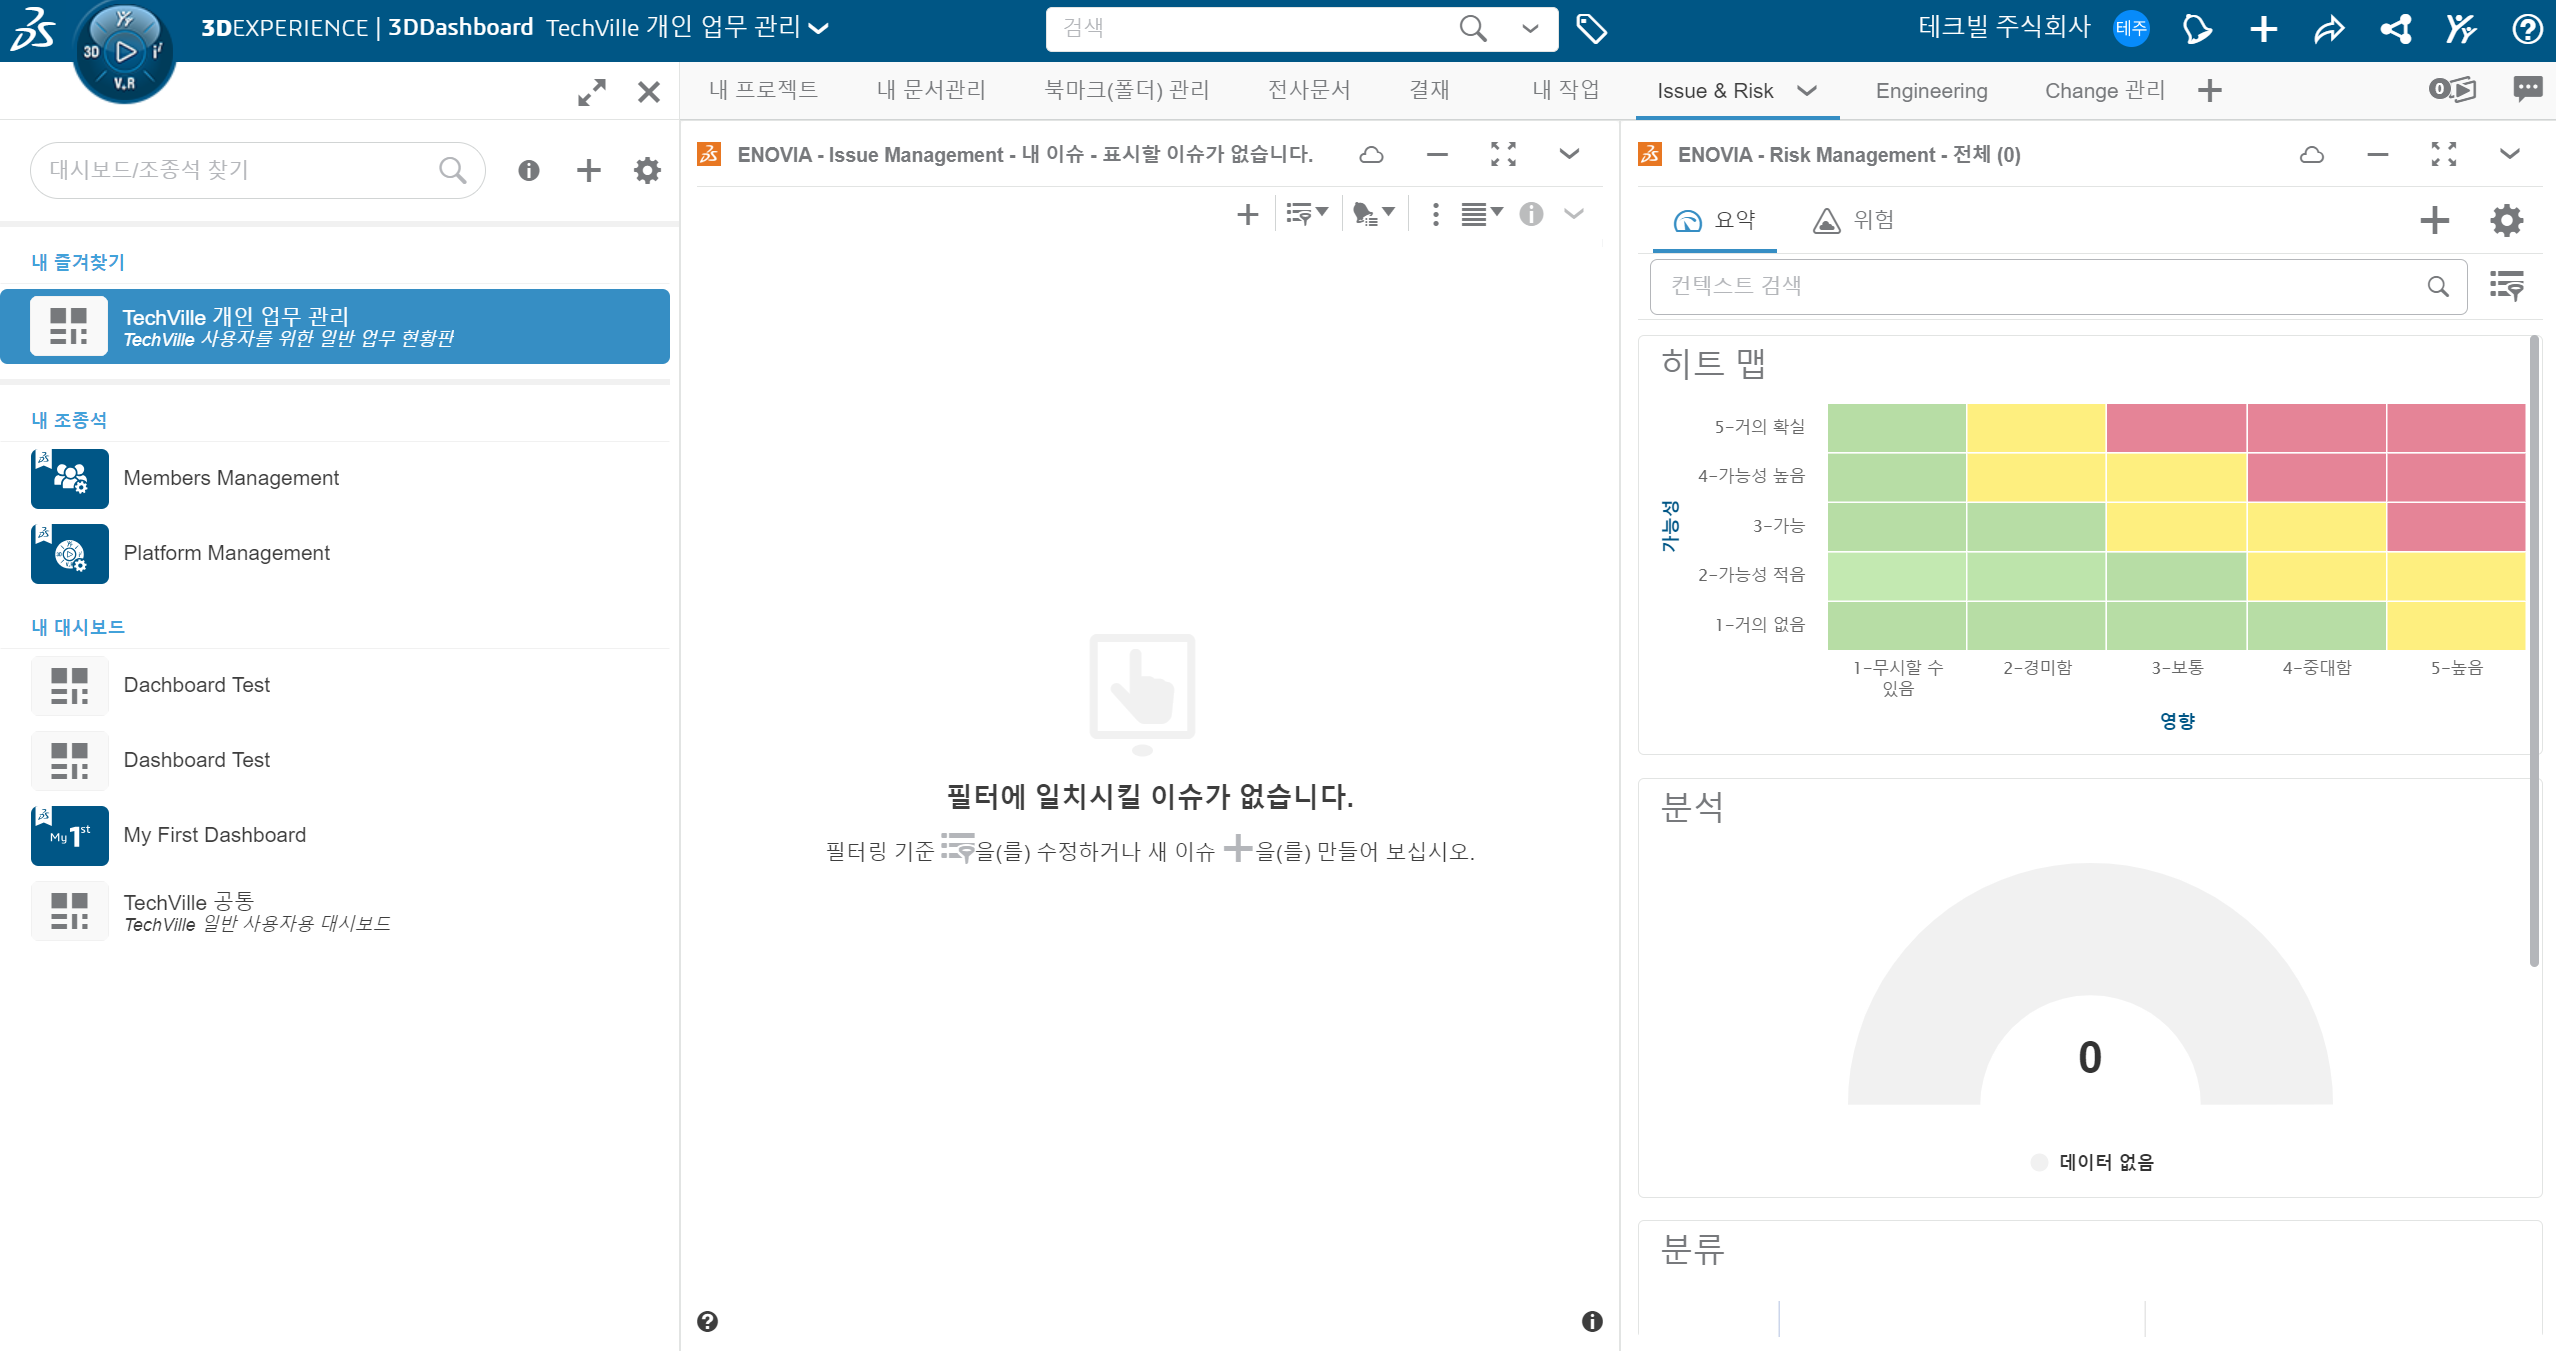 3DEXPERIENCE | 3DDashboard TechVille 개인 업무 관리
검색
테크빌 주식회사 테주
3D V.R
내 프로젝트 내 문서관리 북마크(폴더) 관리 전사문서 결재 내 작업 Issue & Risk Engineering Change 관리
0
대시보드/조종석 찾기
내 즐겨찾기
TechVille 개인 업무 관리
TechVille 사용자를 위한 일반 업무 현황판
내 조종석
Members Management
Platform Management
내 대시보드
Dachboard Test
Dashboard Test
My 1st
My First Dashboard
TechVille 공통
TechVille 일반 사용자용 대시보드
ENOVIA - Issue Management - 내 이슈 - 표시할 이슈가 없습니다.
필터에 일치시킬 이슈가 없습니다.
필터링 기준 을(를) 수정하거나 새 이슈 을(를) 만들어 보십시오.
ENOVIA - Risk Management - 전체 (0)
요약 위험
컨텍스트 검색
히트 맵
가능성
5-거의 확실
4-가능성 높음
3-가능
2-가능성 적음
1-거의 없음
1-무시할 수 있음 2-경미함 3-보통 4-중대함 5-높음
영향
분석
0
데이터 없음
분류